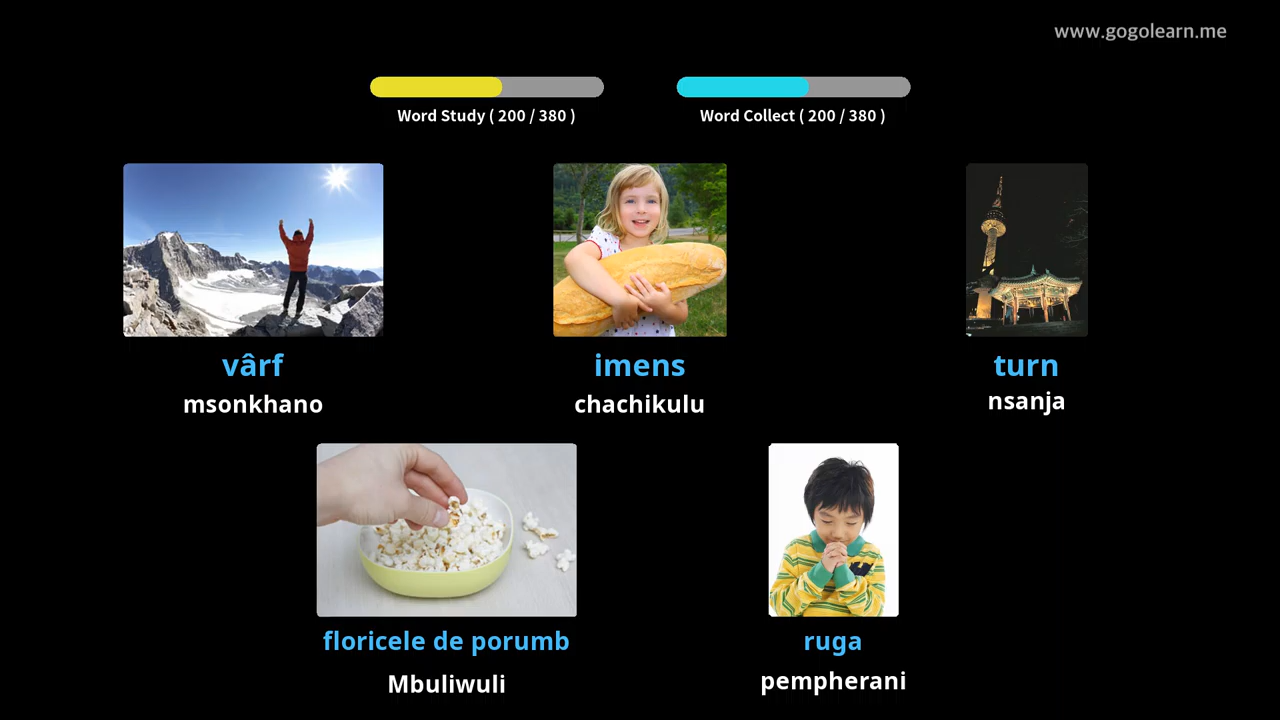 www.gogolearn.me
Word Study ( 200 / 380 )
Word Collect ( 200 / 380 )
vârf
msonkhano
imens
chachikulu
turn
nsanja
floricele de porumb
Mbuliwuli
ruga
pempherani